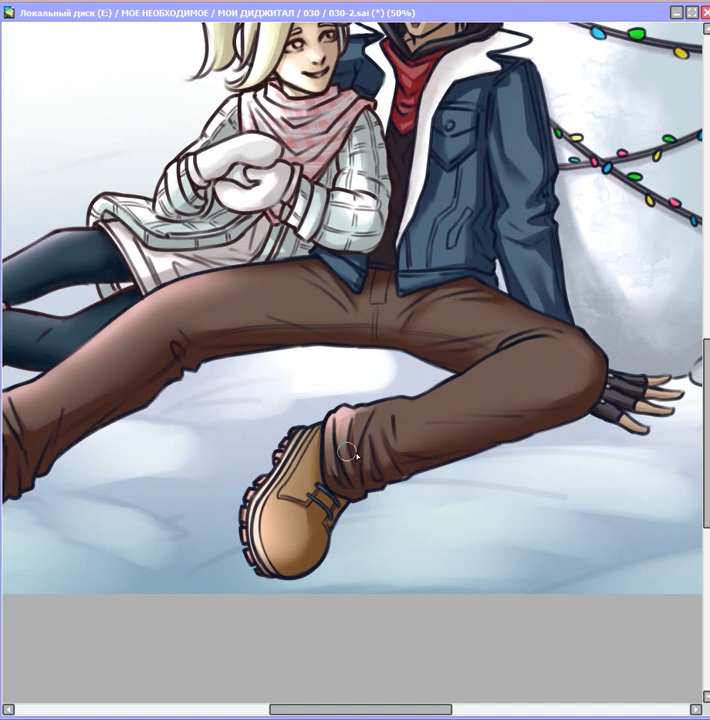 Локальный диск (E:) / МОЕ НЕОБХОДИМОЕ / МОИ ДИДЖИТАЛ / 030 / 030-2.sai (*) (50%)